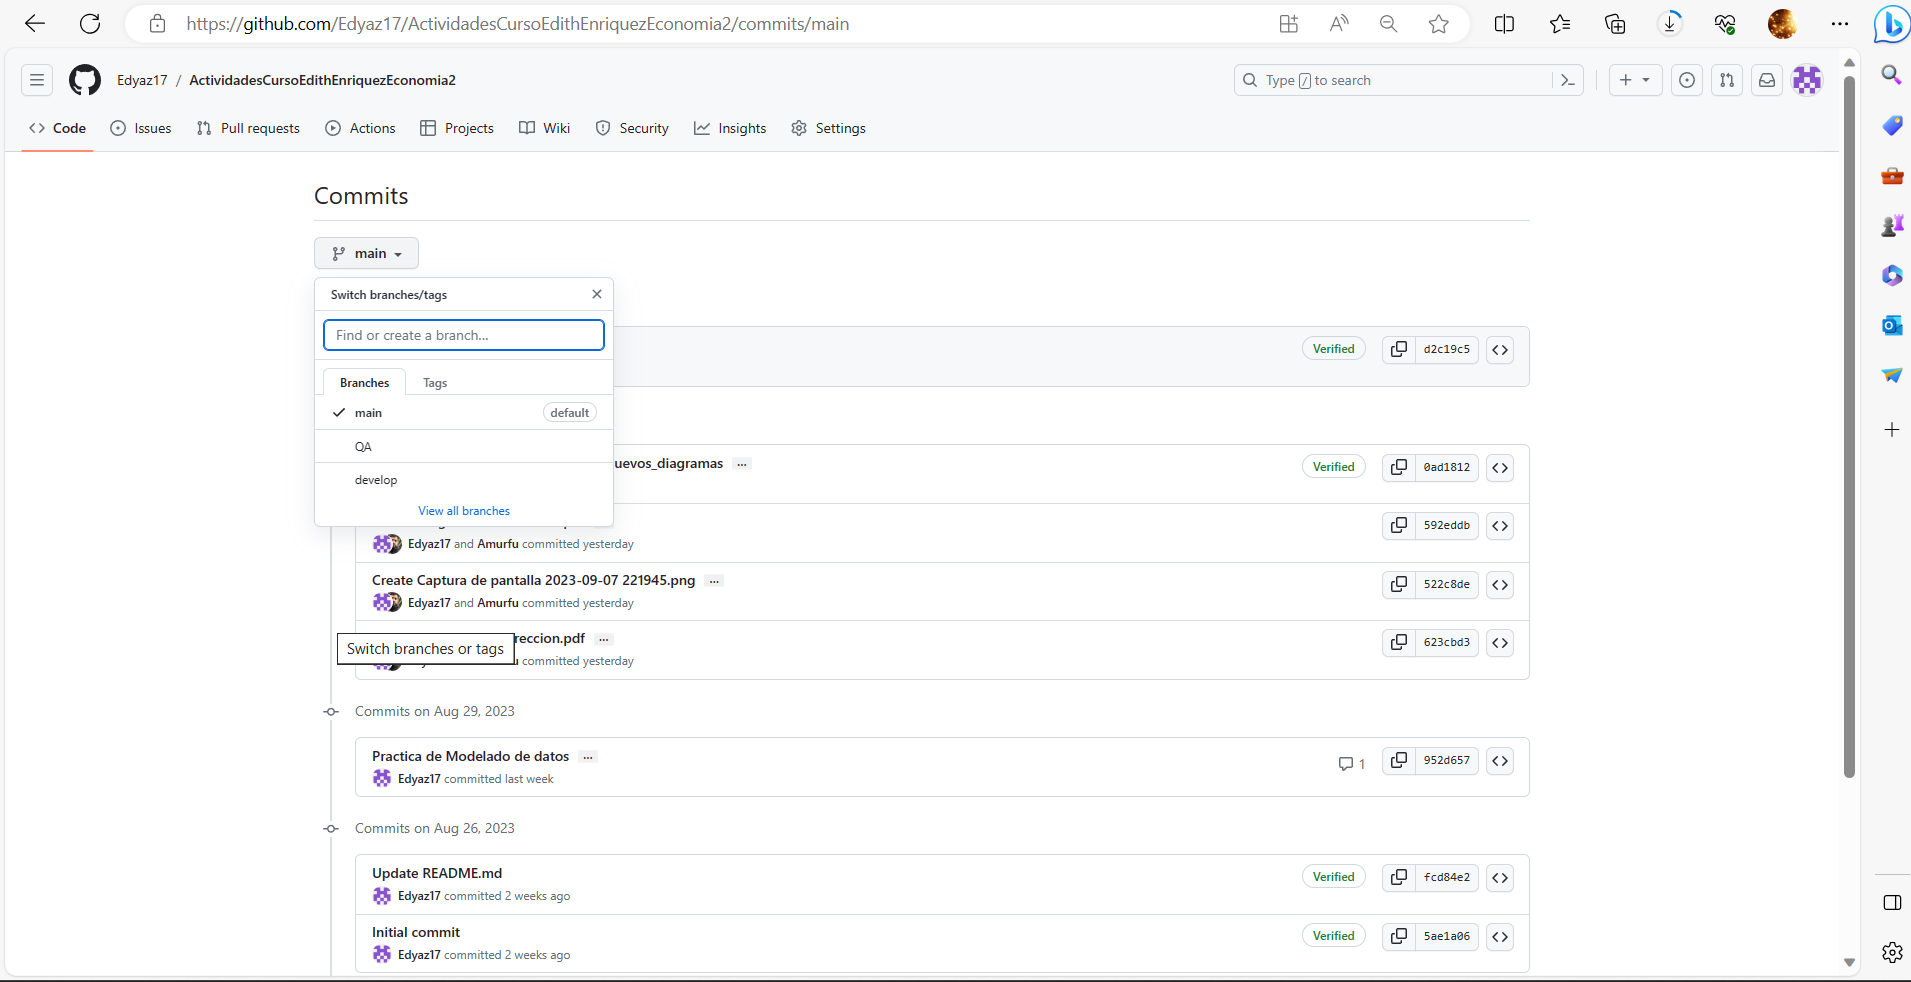 https://github.com/Edyaz17/ActividadesCursoEdithEnriquezEconomia2/commits/main
Edyaz17 / ActividadesCursoEdithEnriquezEconomia2
Type / to search
Code Issues Pull requests Actions Projects Wiki Security Insights Settings
Commits
main
Switch branches/tags
Find or create a branch...
Verified d2c19c5
Branches Tags
main default
QA
uevos_diagramas ... Verified 0ad1812
develop
View all branches
592eddb
Edyaz17 and Amurfu committed yesterday
Create Captura de pantalla 2023-09-07 221945.png ...
522c8de
Edyaz17 and Amurfu committed yesterday
reccion.pdf ...
623cbd3
Switch branches or tags
committed yesterday
Commits on Aug 29, 2023
Practica de Modelado de datos ...
1 952d657
Edyaz17 committed last week
Commits on Aug 26, 2023
Update README.md
Verified fcd84e2
Edyaz17 committed 2 weeks ago
Initial commit
Verified 5ae1a06
Edyaz17 committed 2 weeks ago